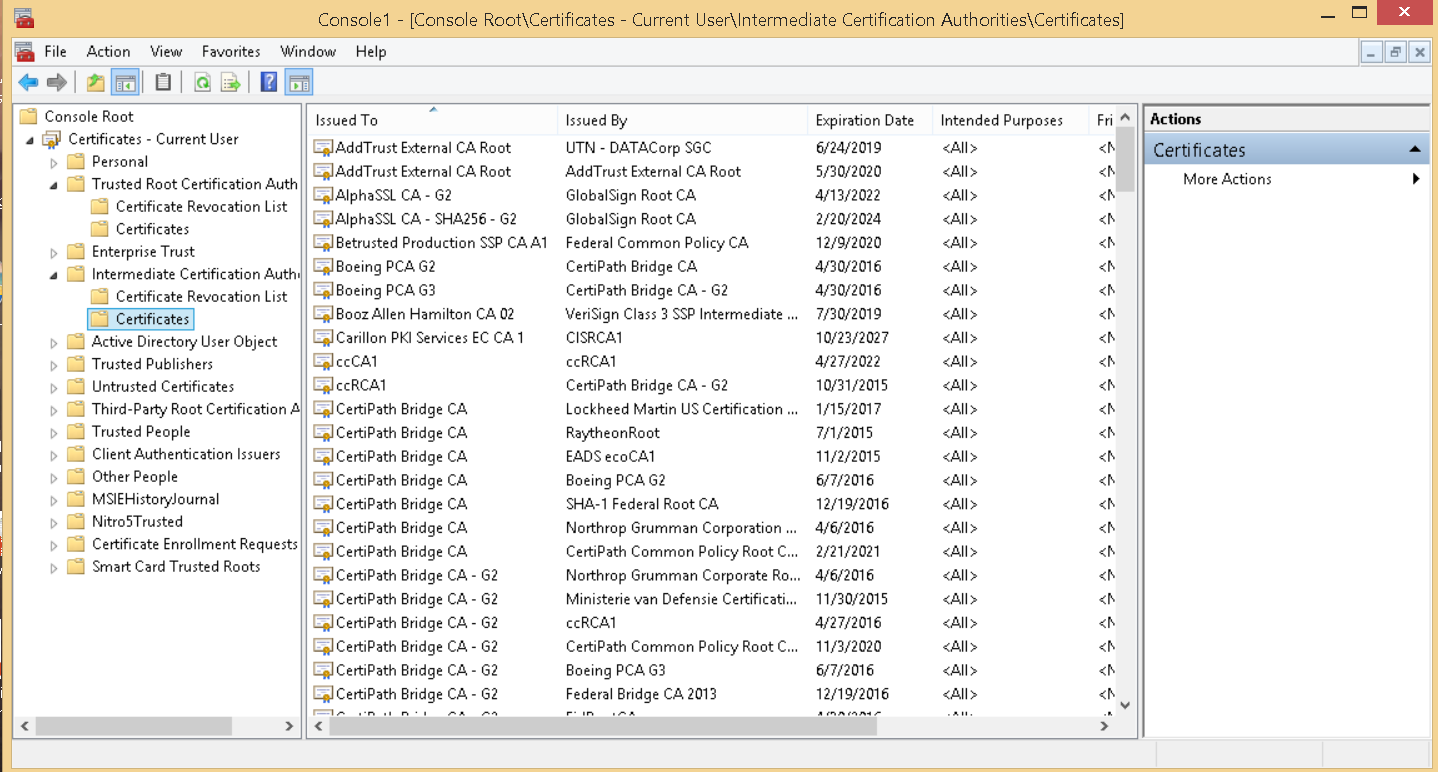 Console1 - [Console Root\Certificates - Current User\Intermediate Certification Authorities\Certificates]
File Action View Favorites Window Help
Console Root
Certificates - Current User
Personal
Trusted Root Certification Auth
Certificate Revocation List
Certificates
Enterprise Trust
Intermediate Certification Auth
Certificate Revocation List
Certificates
Active Directory User Object
Trusted Publishers
Untrusted Certificates
Third-Party Root Certification A
Trusted People
Client Authentication Issuers
Other People
MSIEHistoryJournal
Nitro5Trusted
Certificate Enrollment Requests
Smart Card Trusted Roots
Issued To Issued By Expiration Date Intended Purposes Fri
AddTrust External CA Root UTN - DATACorp SGC 6/24/2019 <All> <N
AddTrust External CA Root AddTrust External CA Root 5/30/2020 <All> <N
AlphaSSL CA - G2 GlobalSign Root CA 4/13/2022 <All> <N
AlphaSSL CA - SHA256 - G2 GlobalSign Root CA 2/20/2024 <All> <N
Betrusted Production SSP CA A1 Federal Common Policy CA 12/9/2020 <All> <N
Boeing PCA G2 CertiPath Bridge CA 4/30/2016 <All> <N
Boeing PCA G3 CertiPath Bridge CA - G2 4/30/2016 <All> <N
Booz Allen Hamilton CA 02 VeriSign Class 3 SSP Intermediate ... 7/30/2019 <All> <N
Carillon PKI Services EC CA 1 CISRCA1 10/23/2027 <All> <N
ccCA1 ccRCA1 4/27/2022 <All> <N
ccRCA1 CertiPath Bridge CA - G2 10/31/2015 <All> <N
CertiPath Bridge CA Lockheed Martin US Certification ... 1/15/2017 <All> <N
CertiPath Bridge CA RaytheonRoot 7/1/2015 <All> <N
CertiPath Bridge CA EADS ecoCA1 11/2/2015 <All> <N
CertiPath Bridge CA Boeing PCA G2 6/7/2016 <All> <N
CertiPath Bridge CA SHA-1 Federal Root CA 12/19/2016 <All> <N
CertiPath Bridge CA Northrop Grumman Corporation ... 4/6/2016 <All> <N
CertiPath Bridge CA CertiPath Common Policy Root C... 2/21/2021 <All> <N
CertiPath Bridge CA - G2 Northrop Grumman Corporate Ro... 4/6/2016 <All> <N
CertiPath Bridge CA - G2 Ministerie van Defensie Certificati... 11/30/2015 <All> <N
CertiPath Bridge CA - G2 ccRCA1 4/27/2016 <All> <N
CertiPath Bridge CA - G2 CertiPath Common Policy Root C... 11/3/2020 <All> <N
CertiPath Bridge CA - G2 Boeing PCA G3 6/7/2016 <All> <N
CertiPath Bridge CA - G2 Federal Bridge CA 2013 12/19/2016 <All> <N
Actions
Certificates
More Actions